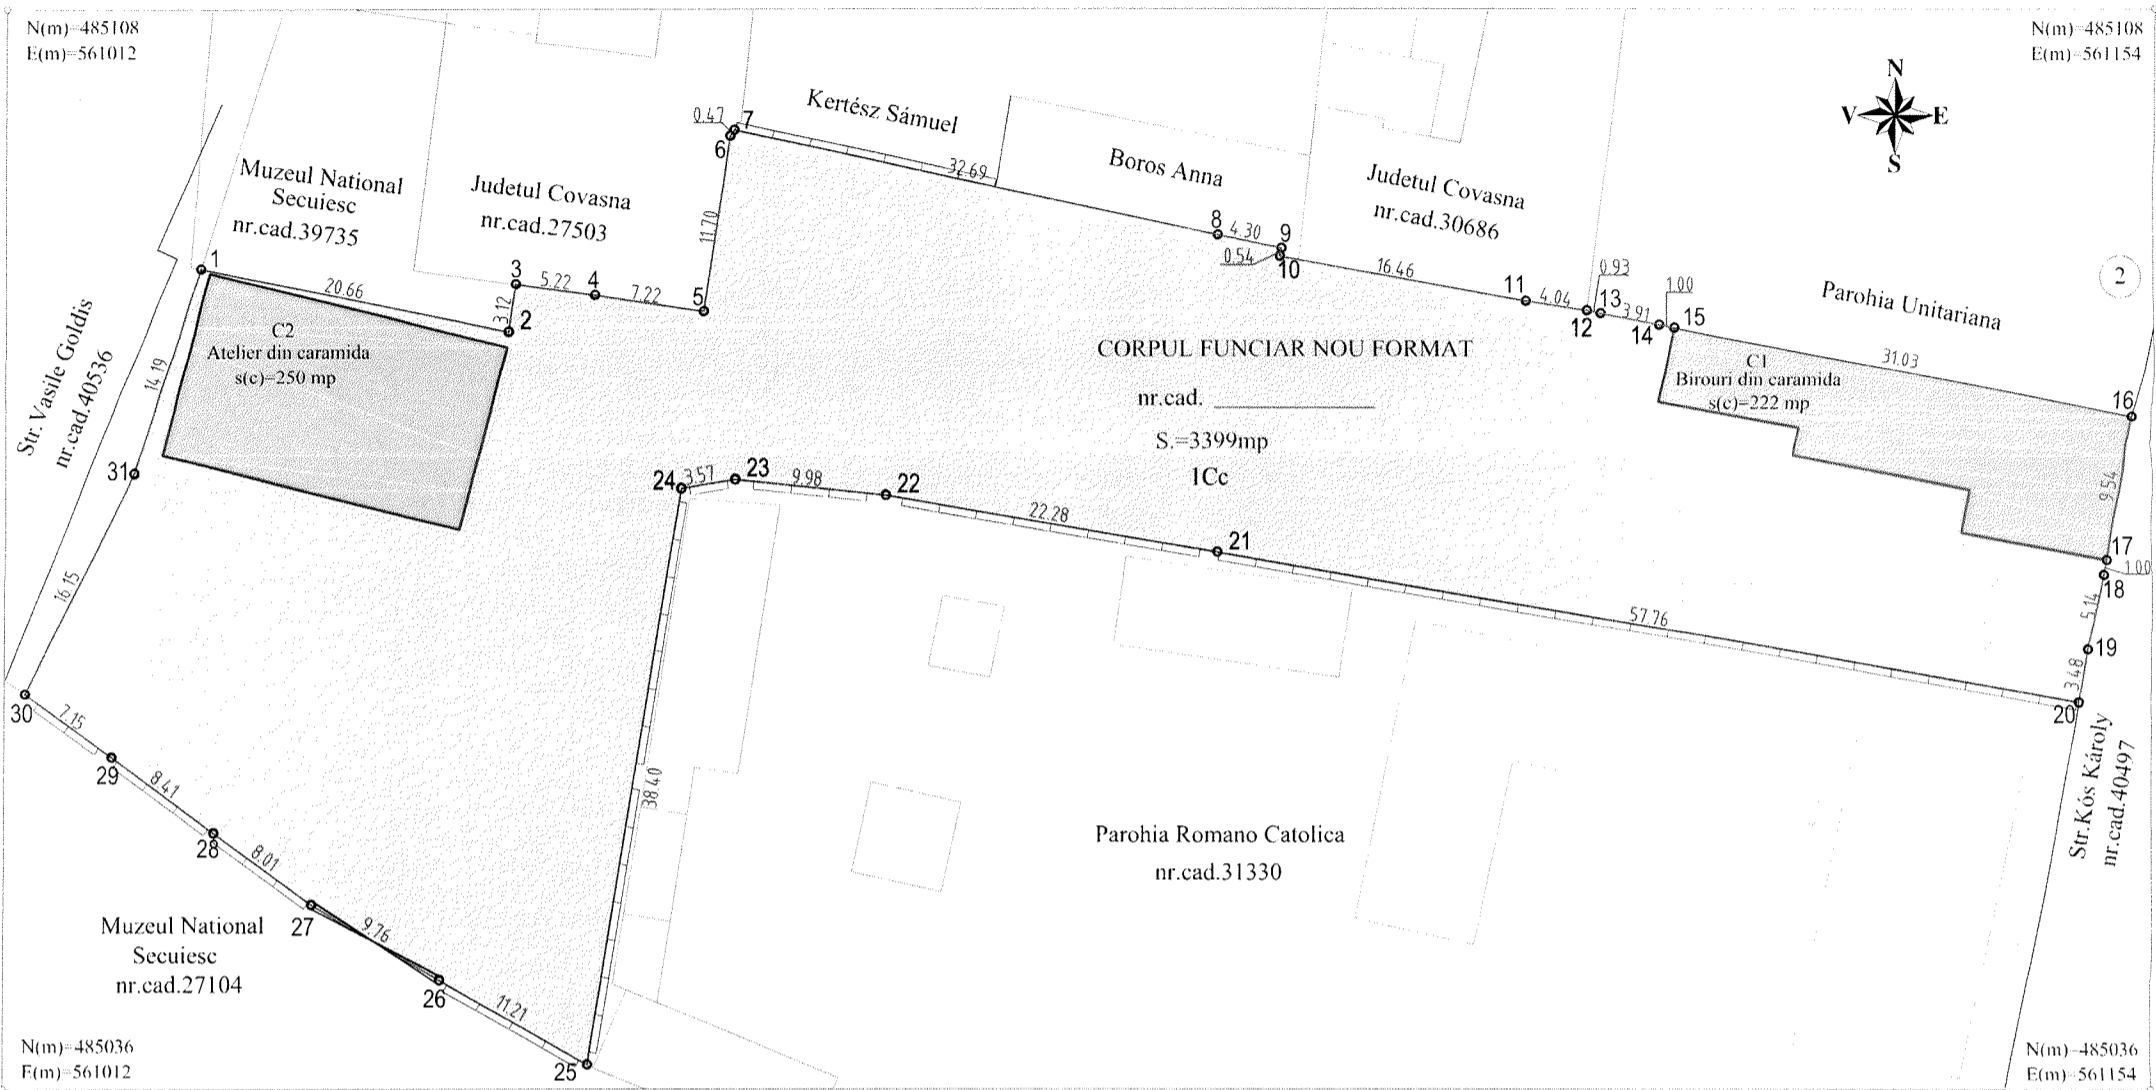 N(m)=485108
E(m)=561012
N(m)=485108
E(m)=561154
N
V E
S
Kertész Sámuel
Boros Anna
Judetul Covasna
nr.cad.30686
Muzeul National
Secuiesc
nr.cad.39735
Judetul Covasna
nr.cad.27503
Parohia Unitariana
2
Str.Vasile Goldis
nr.cad.40536
C2
Atelier din caramida
s(c)=250 mp
CORPUL FUNCIAR NOU FORMAT
nr.cad.
S.=3399mp
1Cc
C1
Birouri din caramida
s(c)=222 mp
1
20.66
2
3.12
3
5.22
4
7.22
5
11.70
6
0.47
7
32.69
8
4.30
9
0.54
10
16.46
11
4.04
12
0.93
13
3.91
14
1.00
15
31.03
16
9.54
17
1.00
18
5.14
19
3.48
20
57.76
21
22.28
22
9.98
23
3.57
24
38.40
25
11.21
26
9.76
27
8.01
28
8.41
29
7.15
30
16.15
31
14.19
Parohia Romano Catolica
nr.cad.31330
Str.Kós Károly
nr.cad.40497
Muzeul National
Secuiesc
nr.cad.27104
N(m)=485036
E(m)=561012
N(m)=485036
E(m)=561154